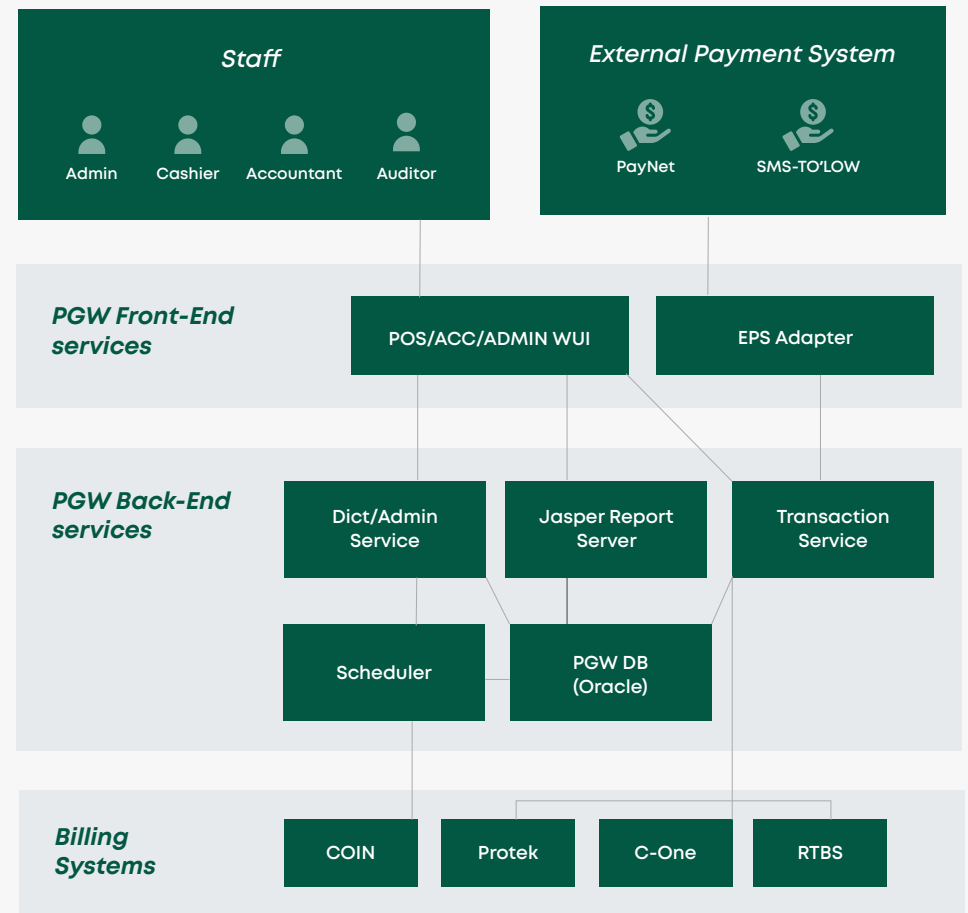 Staff
Admin
Cashier
Accountant
Auditor
External Payment System
$
PayNet
$
SMS-TO’LOW
PGW Front-End
services
POS/ACC/ADMIN WUI
EPS Adapter
PGW Back-End
services
Dict/Admin
Service
Jasper Report
Server
Transaction
Service
Scheduler
PGW DB
(Oracle)
Billing
Systems
COIN
Protek
C-One
RTBS